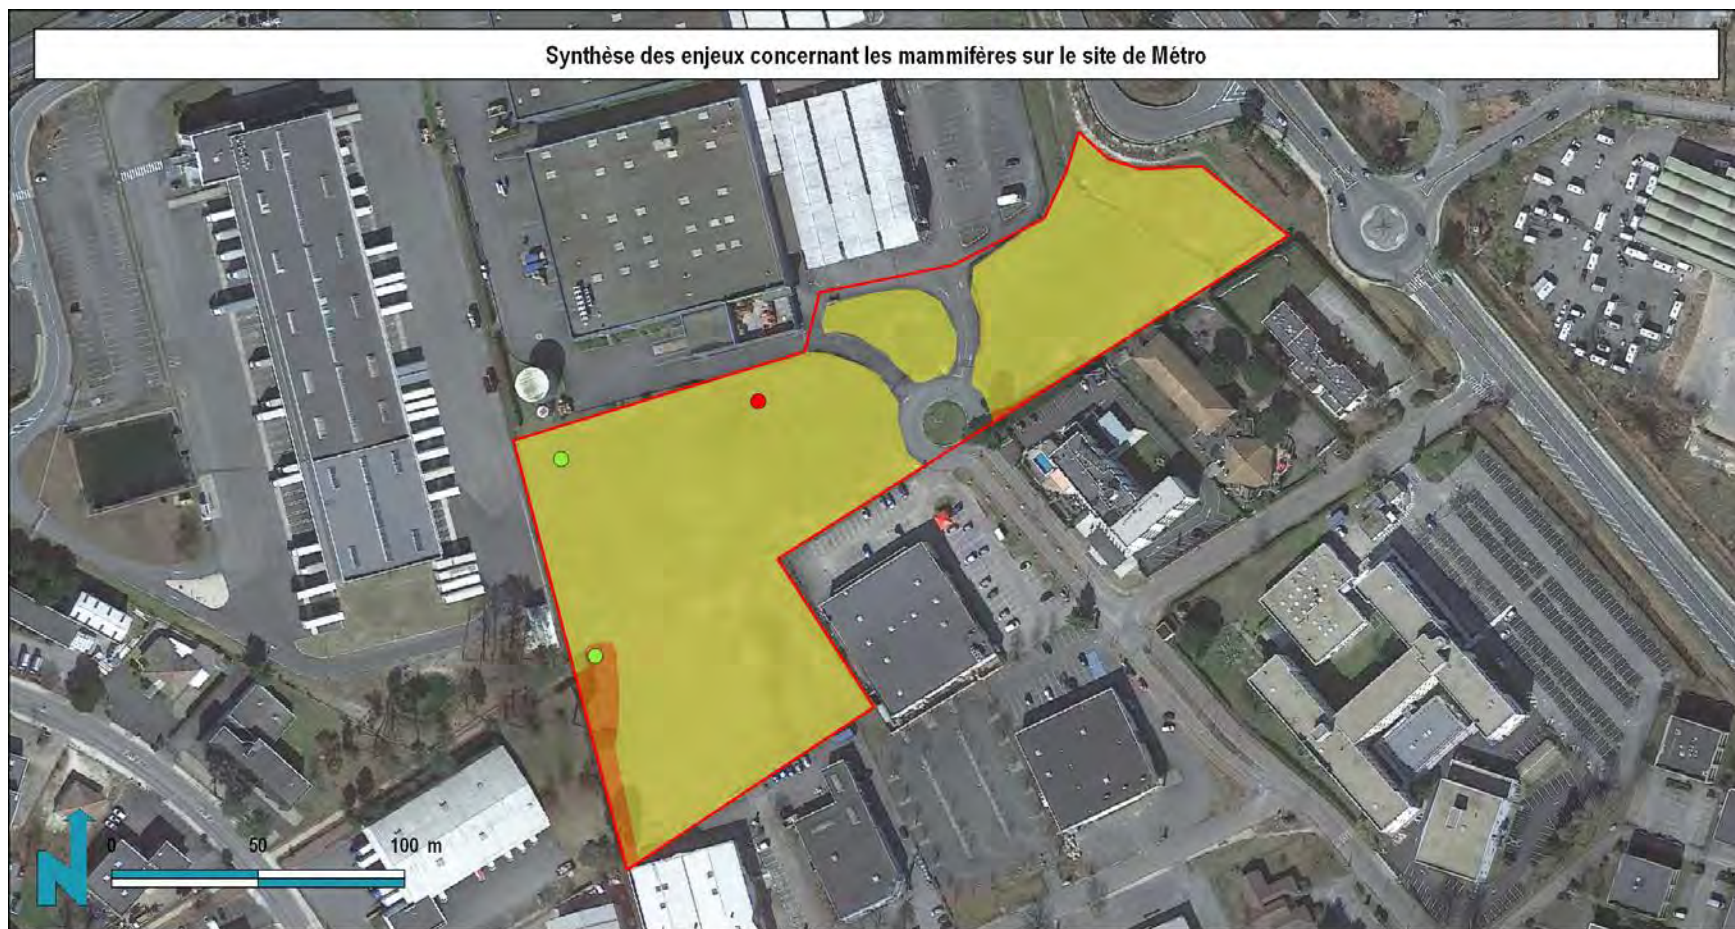 Synthèse des enjeux concernant les mammifères sur le site de Métro
0 50 100 m
N